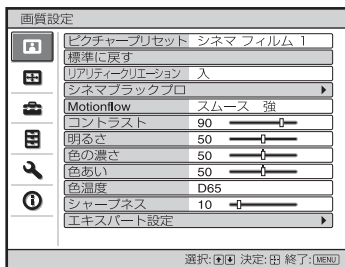 画質設定
ピクチャープリセット シネマ フィルム 1
標準に戻す
リアリティークリエーション 入
シネマブラックプロ
Motionflow スムース 強
コントラスト 90
明るさ 50
色の濃さ 50
色あい 50
色温度 D65
シャープネス 10
エキスパート設定
選択: 決定: 終了: MENU